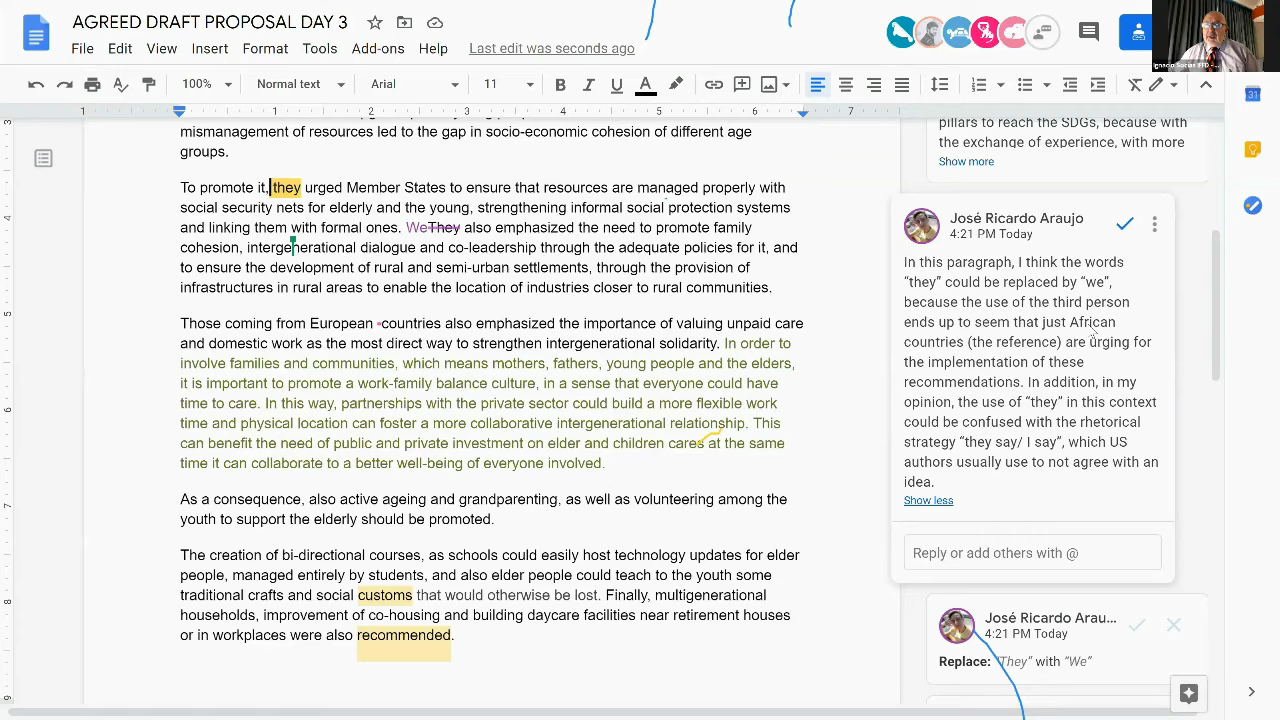 AGREED DRAFT PROPOSAL DAY 3
File Edit View Insert Format Tools Add-ons Help Last edit was seconds ago
Ignacio Socias IFFD - ...
100% Normal text Arial 11 B I U A
1 1 2 3 4 5 6 7
mismanagement of resources led to the gap in socio-economic cohesion of different age
groups.
To promote it, they urged Member States to ensure that resources are managed properly with
social security nets for elderly and the young, strengthening informal social protection systems
and linking them with formal ones. WeThey also emphasized the need to promote family
cohesion, intergenerational dialogue and co-leadership through the adequate policies for it, and
to ensure the development of rural and semi-urban settlements, through the provision of
infrastructures in rural areas to enable the location of industries closer to rural communities.
Those coming from European countries also emphasized the importance of valuing unpaid care
and domestic work as the most direct way to strengthen intergenerational solidarity. In order to
involve families and communities, which means mothers, fathers, young people and the elders,
it is important to promote a work-family balance culture, in a sense that everyone could have
time to care. In this way, partnerships with the private sector could build a more flexible work
time and physical location can foster a more collaborative intergenerational relationship. This
can benefit the need of public and private investment on elder and children cares at the same
time it can collaborate to a better well-being of everyone involved.
As a consequence, also active ageing and grandparenting, as well as volunteering among the
youth to support the elderly should be promoted.
The creation of bi-directional courses, as schools could easily host technology updates for elder
people, managed entirely by students, and also elder people could teach to the youth some
traditional crafts and social customs that would otherwise be lost. Finally, multigenerational
households, improvement of co-housing and building daycare facilities near retirement houses
or in workplaces were also recommended.
3
4
5
6
7
8
9
pillars to reach the SDGs, because with
the exchange of experience, with more
Show more
José Ricardo Araujo
4:21 PM Today
In this paragraph, I think the words
“they” could be replaced by “we”,
because the use of the third person
ends up to seem that just African
countries (the reference) are urging for
the implementation of these
recommendations. In addition, in my
opinion, the use of “they” in this context
could be confused with the rhetorical
strategy “they say/ I say”, which US
authors usually use to not agree with an
idea.
Show less
Reply or add others with @
José Ricardo Arau...
4:21 PM Today
Replace: “They” with “We”
31